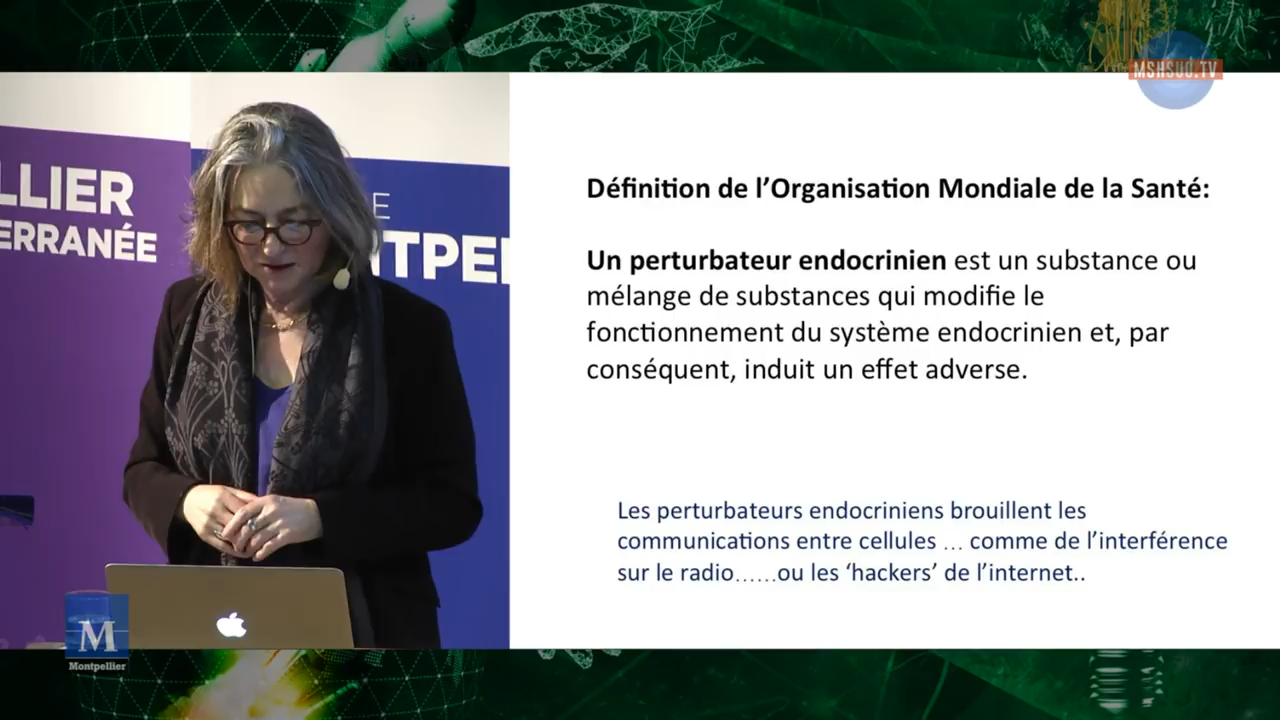 MSHSUD.TV
LLIER
ERRANÉE
E
NTPEL
Définition de l’Organisation Mondiale de la Santé:
Un perturbateur endocrinien est un substance ou
mélange de substances qui modifie le
fonctionnement du système endocrinien et, par
conséquent, induit un effet adverse.
Les perturbateurs endocriniens brouillent les
communications entre cellules … comme de l’interférence
sur le radio……ou les ‘hackers’ de l’internet..
M
Montpellier